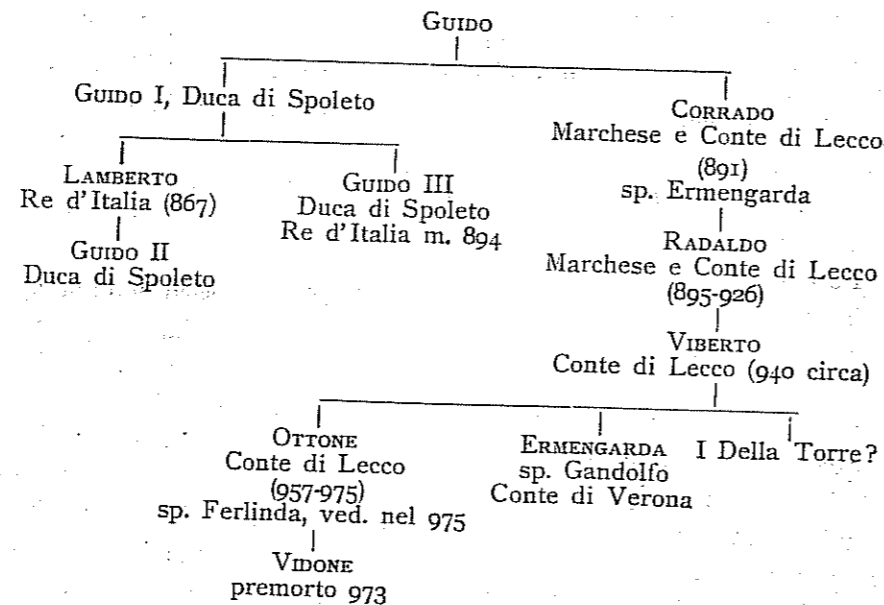 GUIDO
GUIDO I, Duca di Spoleto
CORRADO
Marchese e Conte di Lecco
(891)
sp. Ermengarda
LAMBERTO
Re d'Italia (867)
GUIDO III
Duca di Spoleto
Re d'Italia m. 894
GUIDO II
Duca di Spoleto
RADALDO
Marchese e Conte di Lecco
(895-926)
VIBERTO
Conte di Lecco (940 circa)
OTTONE
Conte di Lecco
(957-975)
sp. Ferlinda, ved. nel 975
ERMENGARDA
sp. Gandolfo
Conte di Verona
I Della Torre?
VIDONE
premorto 973